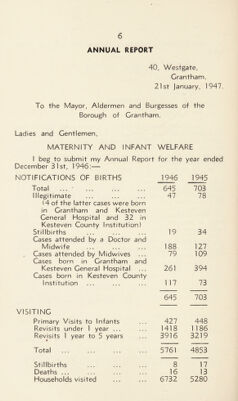 6
ANNUAL REPORT
40, Westgate,
Grantham.
21st January, 1947.
To the Mayor, Aldermen and Burgesses of the
Borough of Grantham.
Ladies and Gentlemen,
MATERNITY AND INFANT WELFARE
I beg to submit my Annual Report for the year ended
December 31st, 1946:—
NOTIFICATIONS OF BIRTHS 1946 1945
Total ... ... ... ... 645 703
Illegitimate ... ... ... 47 78
(4 of the latter cases were born
in Grantham and Kesteven
General Hospital and 32 in
Kesteven County Institution)
Stillbirths ... ... ... 19 34
Cases attended by a Doctor and
Midwife ... ... ... 188 127
Cases attended by Midwives ... 79 109
Cases born in Grantham and
Kesteven General Hospital ... 261 394
Cases born in Kesteven County
Institution ... ... ... 117 73
645 703
VISITING
Primary Visits to Infants ... 427 448
Revisits under 1 year ... ... 1418 1186
Revisits 1 year to 5 years ... 3916 3219
Total ... ... ... ... 5761 4853
Stillbirths ... ... ... 8 17
Deaths ... ... ... ... 16 13
Households visited ... ... 6732 5280